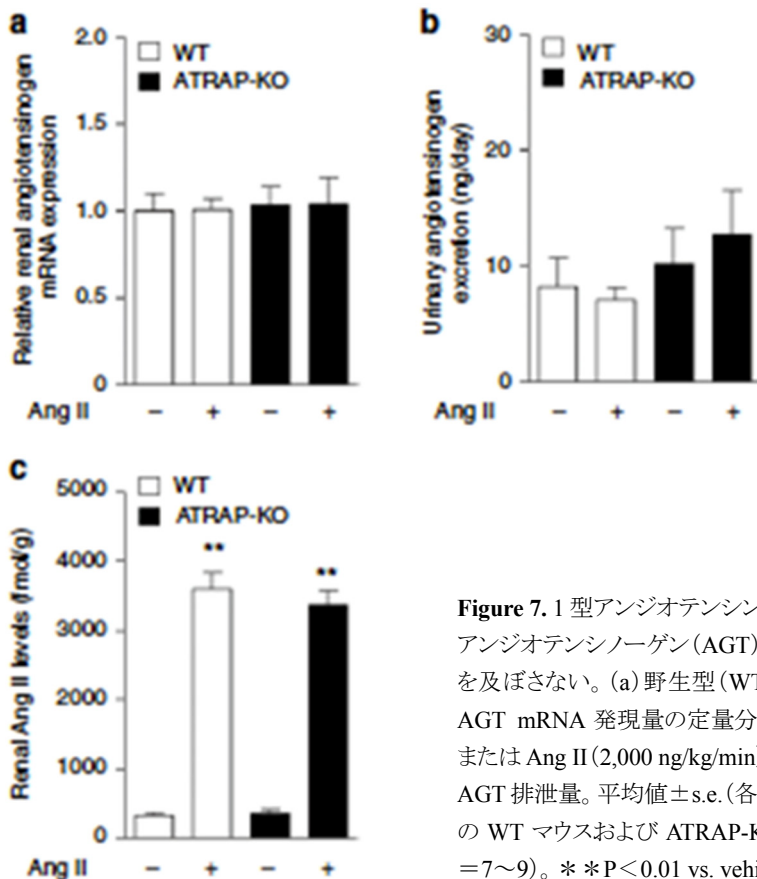 a
2.0
1.5
1.0
0.5
0
Relative renal angiotensinogen
mRNA expression
WT
ATRAP-KO
Ang II − + − +
b
30
20
10
0
Urinary angiotensinogen
excretion (ng/day)
WT
ATRAP-KO
Ang II − + − +
c
5000
4000
3000
2000
1000
0
Renal Ang II levels (fmol/g)
WT
ATRAP-KO
** **
Ang II − + − +
Figure 7. 1 型アンジオテンシン
アンジオテンシノーゲン(AGT)
を及ぼさない。(a)野生型(WT
AGT mRNA 発現量の定量分
または Ang II(2,000 ng/kg/min
AGT 排泄量。平均値±s.e.(各
の WT マウスおよび ATRAP-K
=7~9)。**P<0.01 vs. vehi